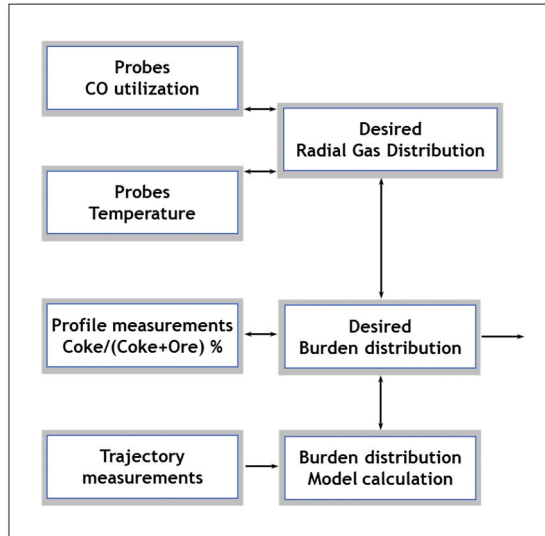 Probes
CO utilization
Desired
Radial Gas Distribution
Probes
Temperature
Profile measurements
Coke/(Coke+Ore) %
Desired
Burden distribution
Trajectory
measurements
Burden distribution
Model calculation